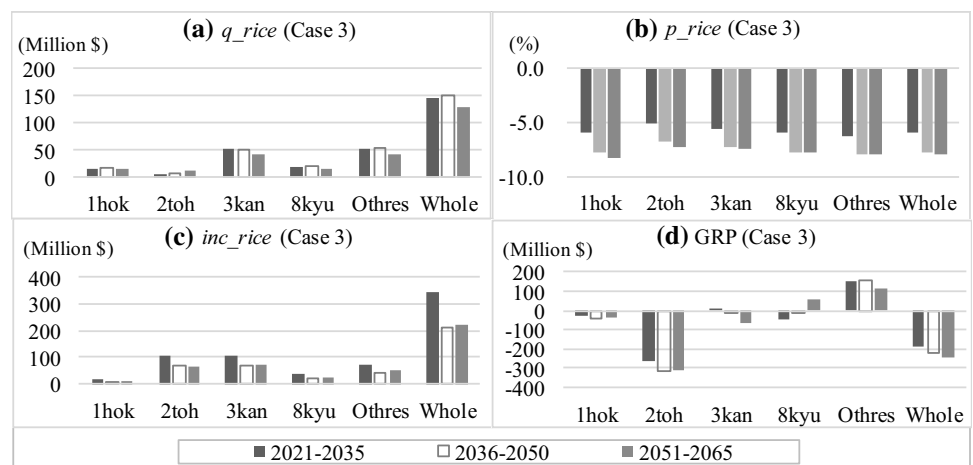 (a) q_rice (Case 3)
(Million $)
200
150
100
50
0
1hok 2toh 3kan 8kyu Othres Whole
(b) p_rice (Case 3)
(%)
0.0
-5.0
-10.0
1hok 2toh 3kan 8kyu Othres Whole
(c) inc_rice (Case 3)
(Million $)
400
300
200
100
0
1hok 2toh 3kan 8kyu Othres Whole
(d) GRP (Case 3)
(Million $)
200
100
0
-100
-200
-300
-400
1hok 2toh 3kan 8kyu Othres Whole
2021-2035 2036-2050 2051-2065